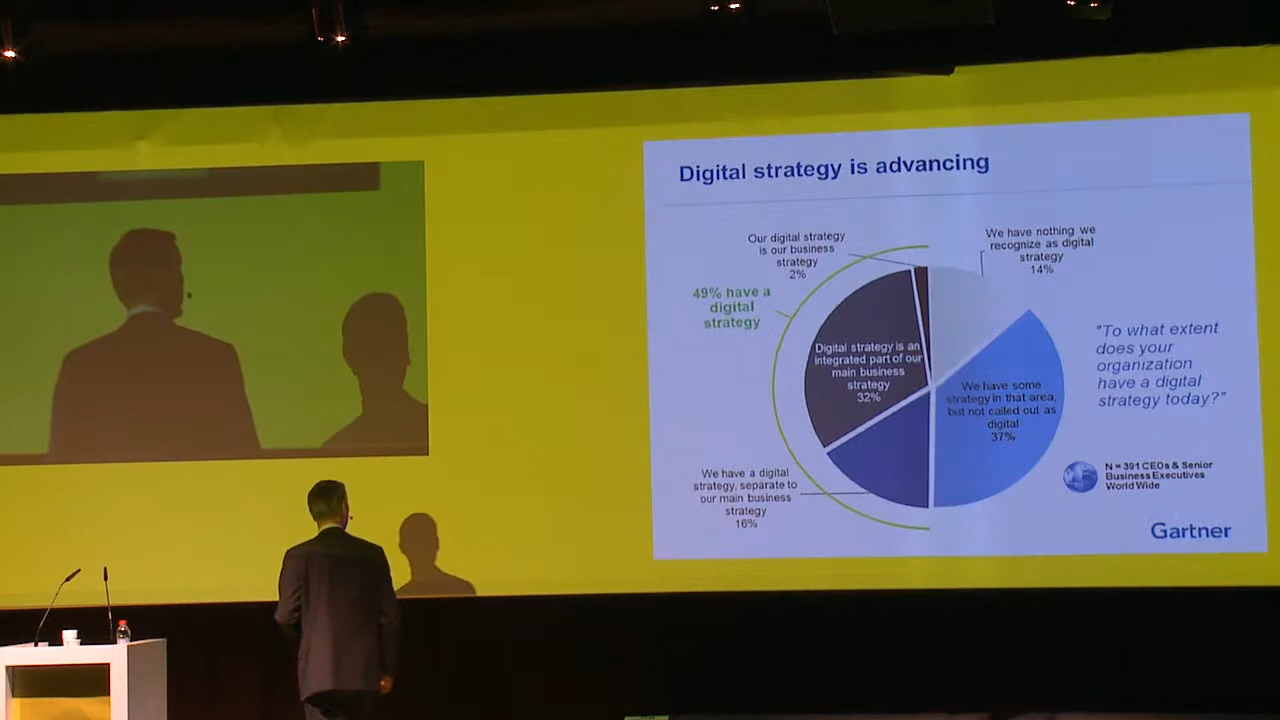 Digital strategy is advancing
Our digital strategy
is our business
strategy
2%
We have nothing we
recognize as digital
strategy
14%
49% have a
digital
strategy
Digital strategy is an
integrated part of our
main business
strategy
32%
We have some
strategy in that area,
but not called out as
digital
37%
"To what extent
does your
organization
have a digital
strategy today?"
We have a digital
strategy, separate to
our main business
strategy
16%
N = 391 CEOs & Senior
Business Executives
World Wide
Gartner